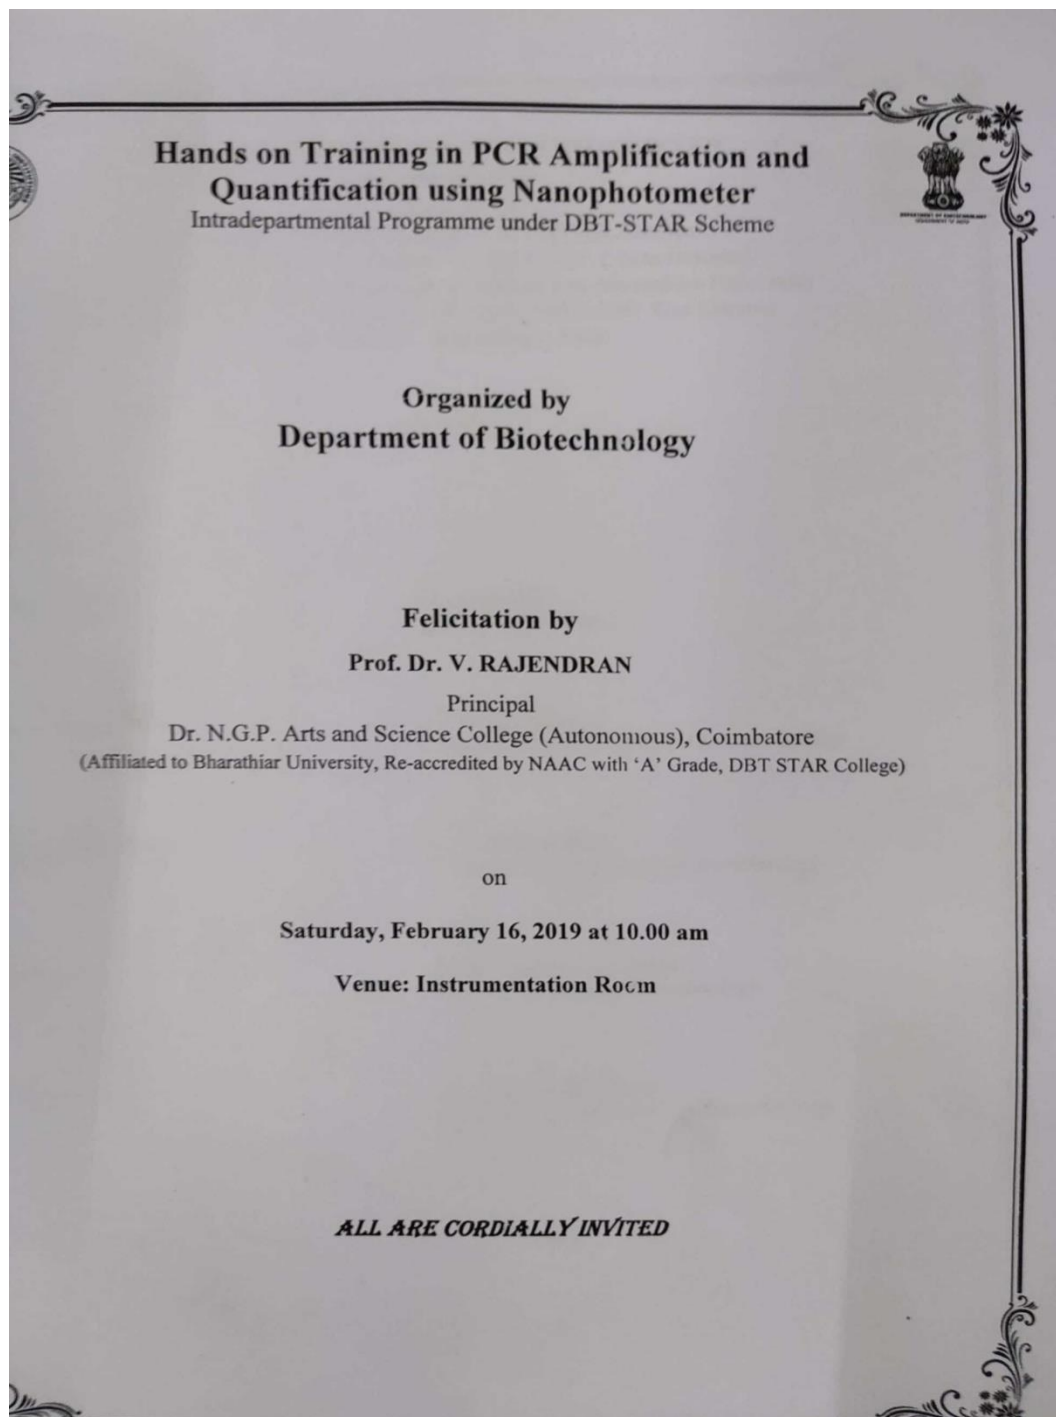 Hands on Training in PCR Amplification and
Quantification using Nanophotometer
Intradepartmental Programme under DBT-STAR Scheme
Organized by
Department of Biotechnology
Felicitation by
Prof. Dr. V. RAJENDRAN
Principal
Dr. N.G.P. Arts and Science College (Autonomous), Coimbatore
(Affiliated to Bharathiar University, Re-accredited by NAAC with ‘A’ Grade, DBT STAR College)
on
Saturday, February 16, 2019 at 10.00 am
Venue: Instrumentation Room
ALL ARE CORDIALLY INVITED